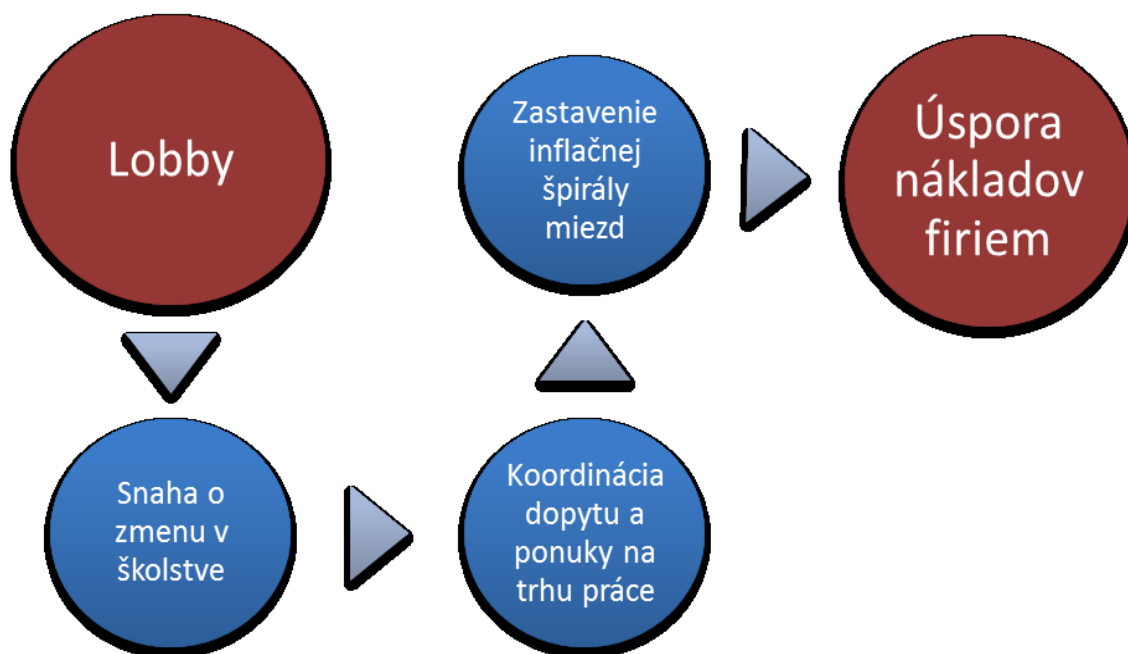 Lobby
Snaha o
zmenu v
školstve
Koordinácia
dopytu a
ponuky na
trhu práce
Zastavenie
inflačnej
špirály
miezd
Úspora
nákladov
firiem